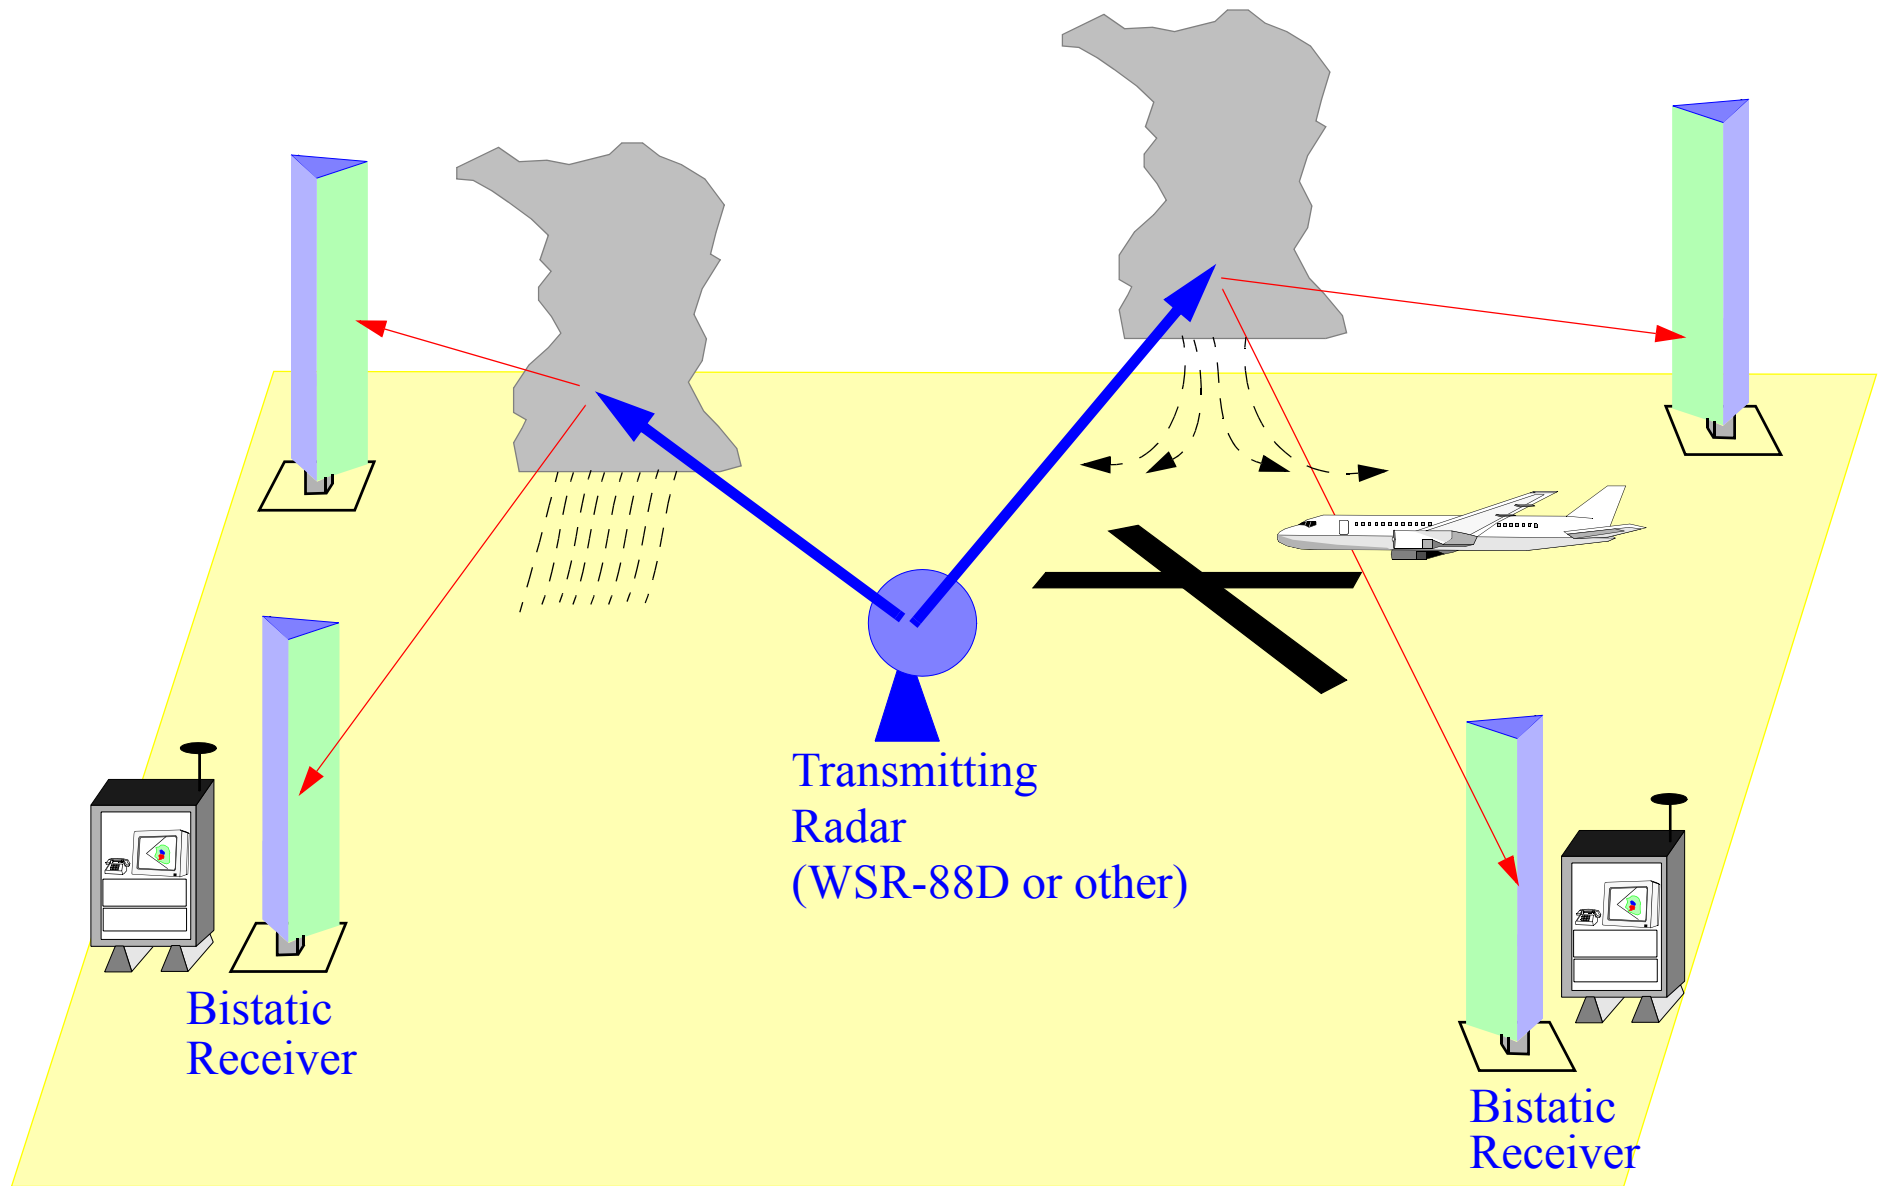 Transmitting
Radar
(WSR-88D or other)
Bistatic
Receiver
Bistatic
Receiver